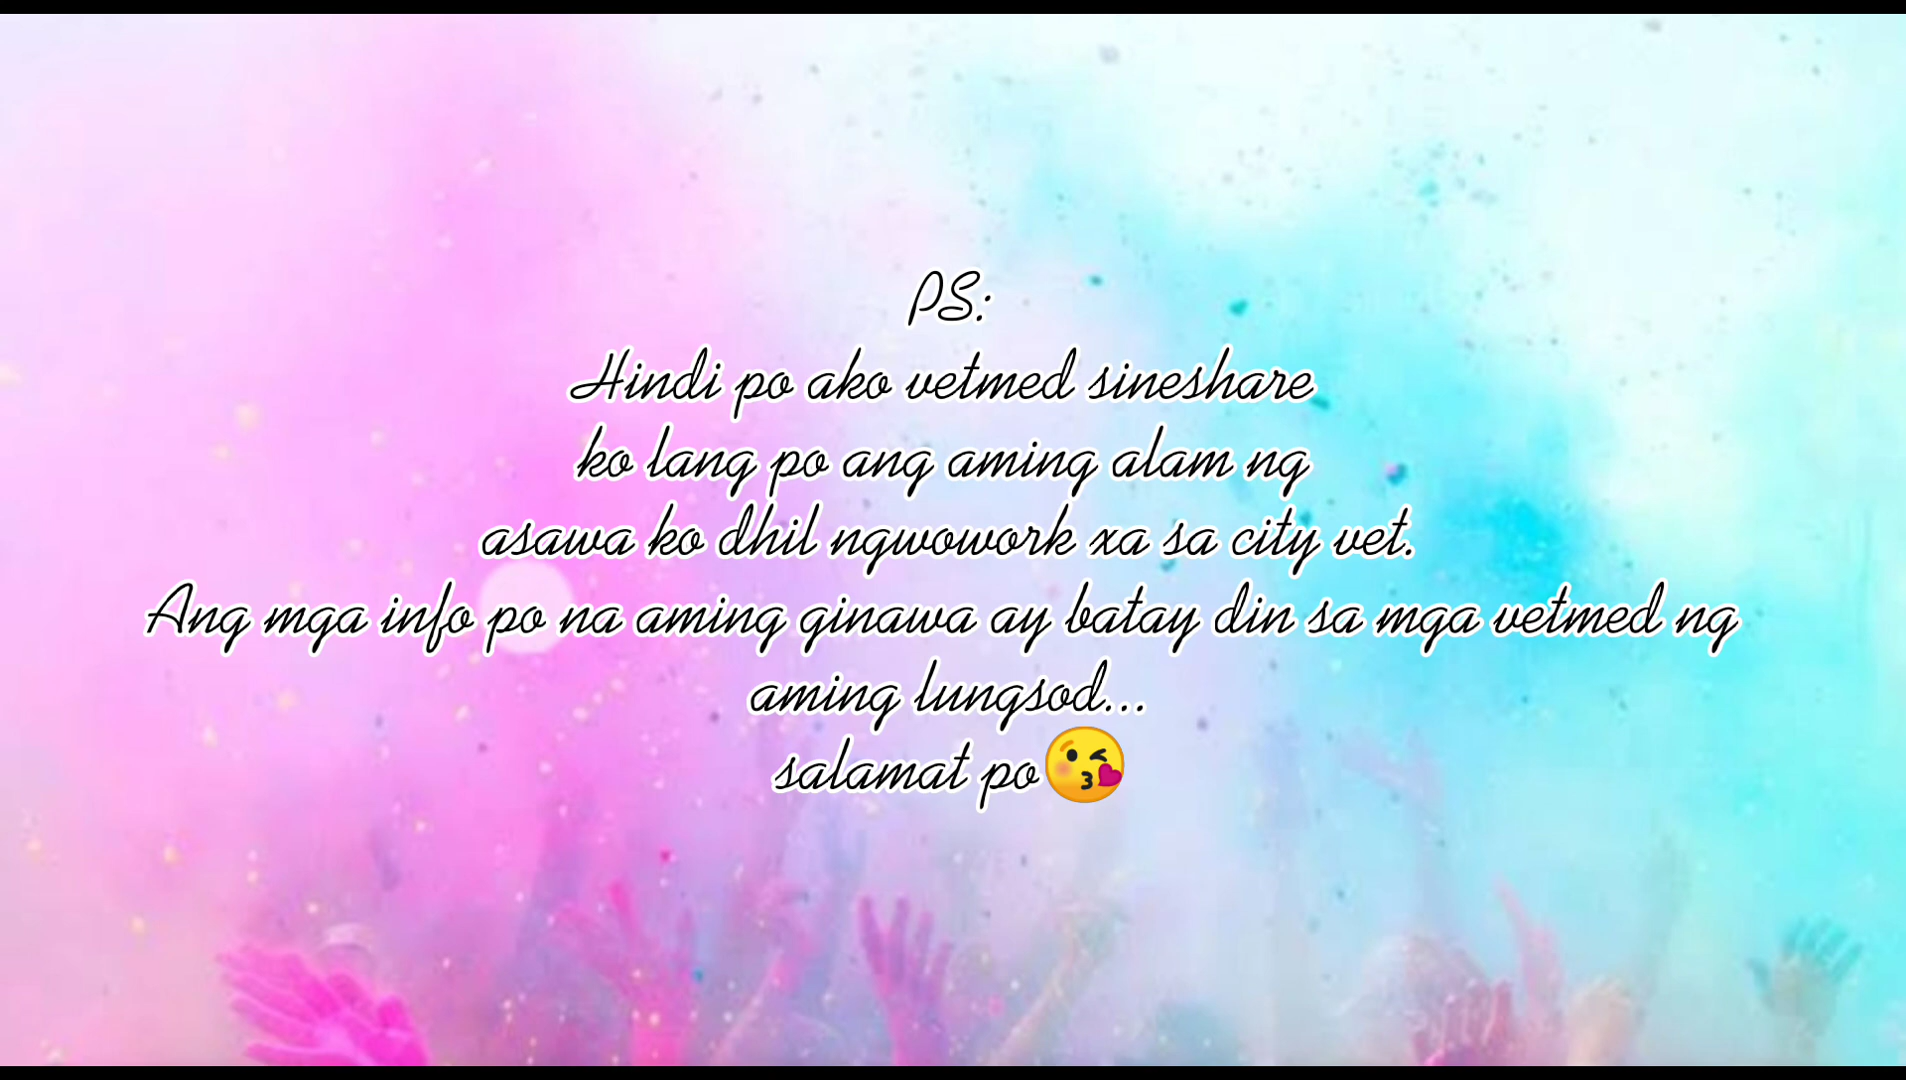 PS:
Hindi po ako vetmed sineshare
ko lang po ang aming alam ng
asawa ko dhil ngwowork xa sa city vet.
Ang mga info po na aming ginawa ay batay din sa mga vetmed ng
aming lungsod...
salamat po😘